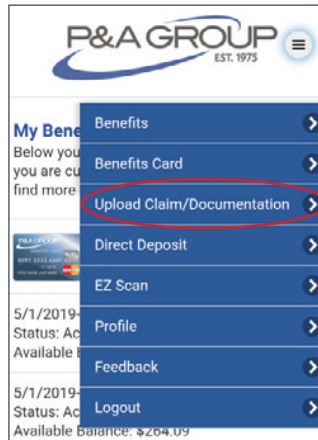 P&A GROUP
EST. 1975
My Bene
Below you
you are cu
find more
Benefits
Benefits Card
Upload Claim/Documentation
Direct Deposit
EZ Scan
Profile
Feedback
Logout
P&A GROUP
5/1/2019-
Status: Ac
Available B
5/1/2019-
Status: Ac
Available Balance: $264.09